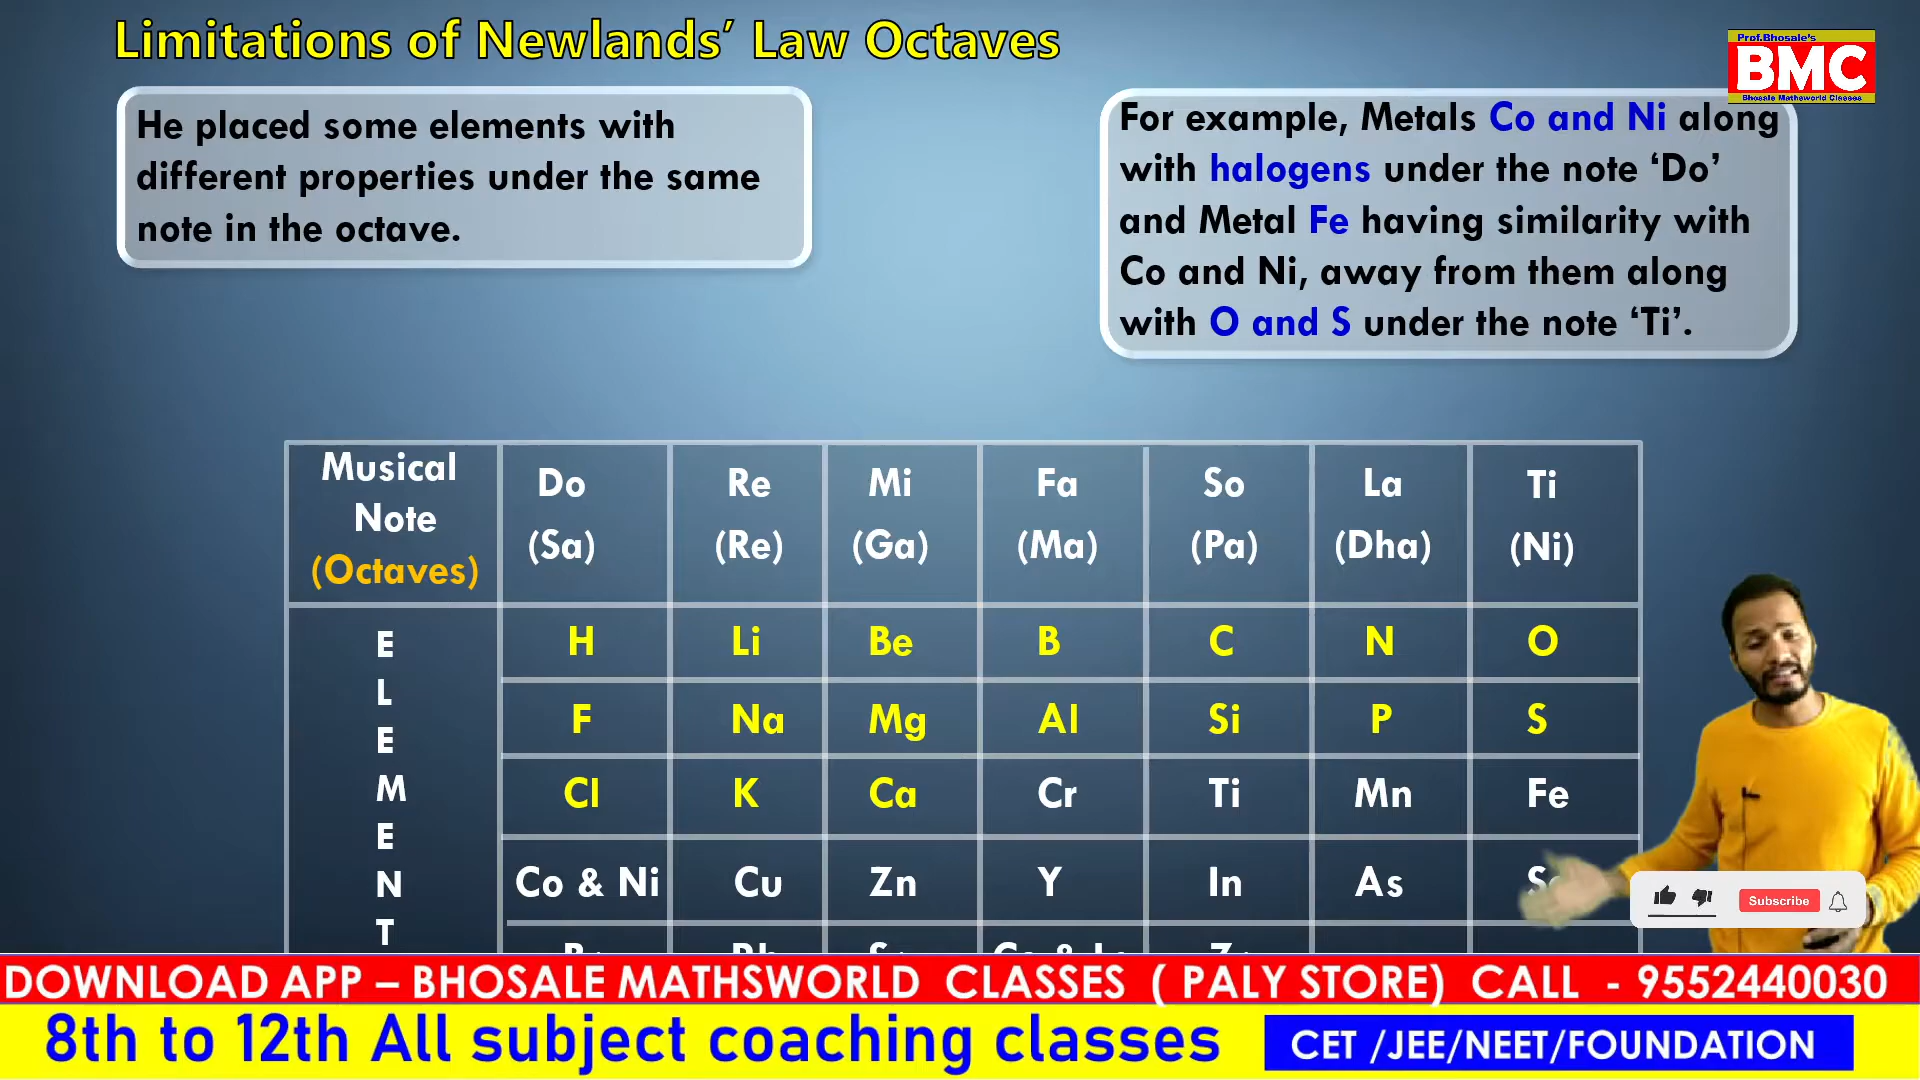 Limitations of Newlands’ Law Octaves
Prof.Bhosale's
BMC
Bhosale Mathsworld Classes
He placed some elements with
different properties under the same
note in the octave.
For example, Metals Co and Ni along
with halogens under the note ‘Do’
and Metal Fe having similarity with
Co and Ni, away from them along
with O and S under the note ‘Ti’.
Musical
Note
(Octaves)
Do
(Sa)
Re
(Re)
Mi
(Ga)
Fa
(Ma)
So
(Pa)
La
(Dha)
Ti
(Ni)
E
L
E
M
E
N
T
H Li Be B C N O
F Na Mg Al Si P S
Cl K Ca Cr Ti Mn Fe
Co & Ni Cu Zn Y In As
Subscribe
DOWNLOAD APP – BHOSALE MATHSWORLD CLASSES ( PALY STORE) CALL - 9552440030
8th to 12th All subject coaching classes
CET /JEE/NEET/FOUNDATION